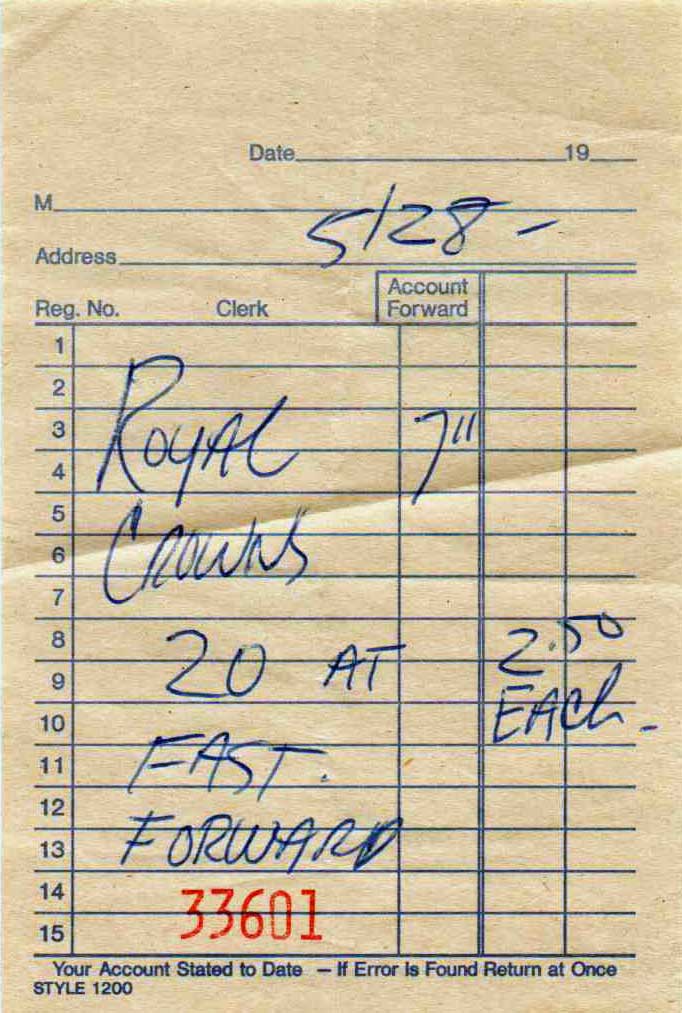 Date 19
M
5/28 -
Address
Reg. No. Clerk Account Forward
1
2
3 ROYAL 7"
4
5
6 CROWNS
7
8 2.50
9 20 AT
10 EACh -
11 FAST.
12
13 FORWARD
14 33601
15
Your Account Stated to Date – If Error is Found Return at Once
STYLE 1200